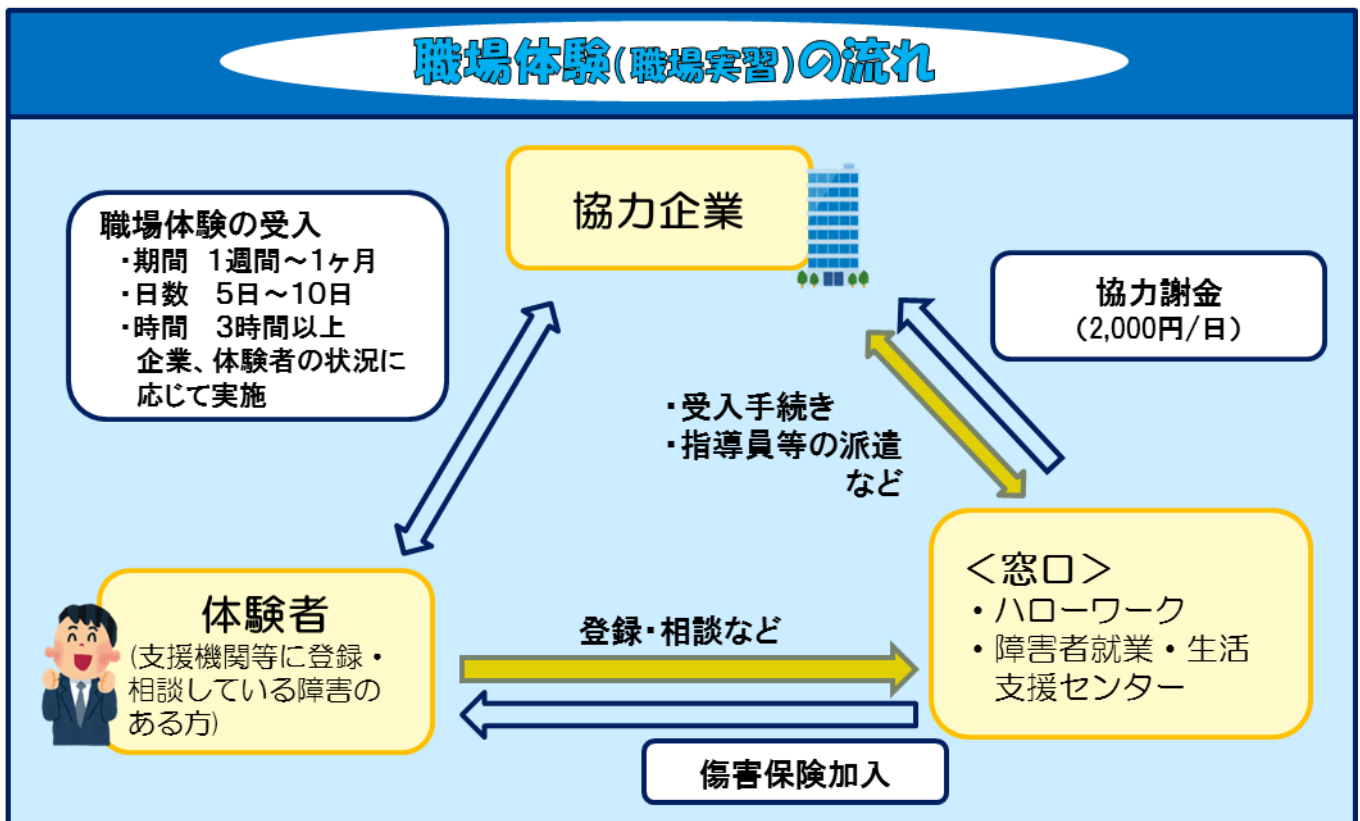 職場体験(職場実習)の流れ
協力企業
職場体験の受入
・期間 1週間～1ヶ月
・日数 5日～10日
・時間 3時間以上
企業、体験者の状況に
応じて実施
協力謝金
（2,000円/日）
・受入手続き
・指導員等の派遣
など
体験者
(支援機関等に登録・
相談している障害の
ある方)
登録・相談など
＜窓口＞
・ハローワーク
・障害者就業・生活
支援センター
傷害保険加入